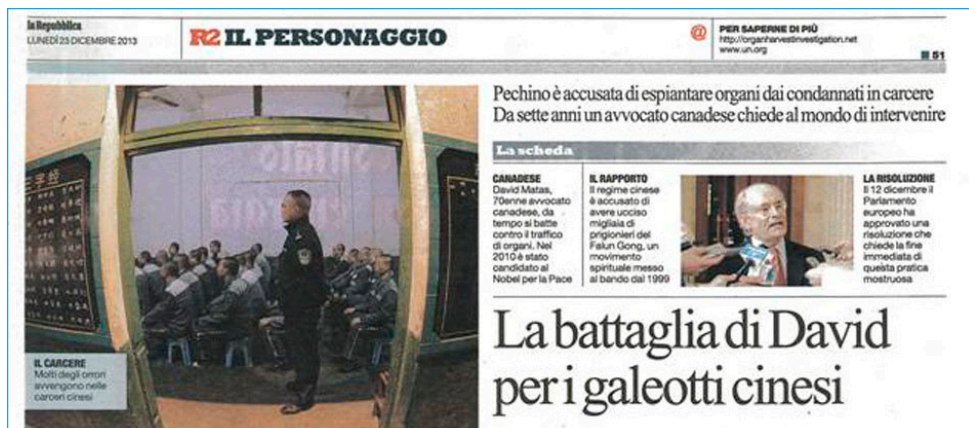 la Repubblica
LUNEDÌ 23 DICEMBRE 2013
R2 IL PERSONAGGIO
@
PER SAPERNE DI PIÙ
http://organharvestinvestigation.net
www.un.org
51
Pechino è accusata di espiantare organi dai condannati in carcere
Da sette anni un avvocato canadese chiede al mondo di intervenire
La scheda
CANADESE
David Matas,
70enne avvocato
canadese, da
tempo si batte
contro il traffico
di organi. Nel
2010 è stato
candidato al
Nobel per la Pace
IL RAPPORTO
Il regime cinese
è accusato di
avere ucciso
migliaia di
prigionieri del
Falun Gong, un
movimento
spirituale messo
al bando dal 1999
LA RISOLUZIONE
Il 12 dicembre il
Parlamento
europeo ha
approvato una
risoluzione che
chiede la fine
immediata di
questa pratica
mostruosa
三字经
IL CARCERE
Molti degli orrori
avvengono nelle
carceri cinesi
La battaglia di David
per i galeotti cinesi